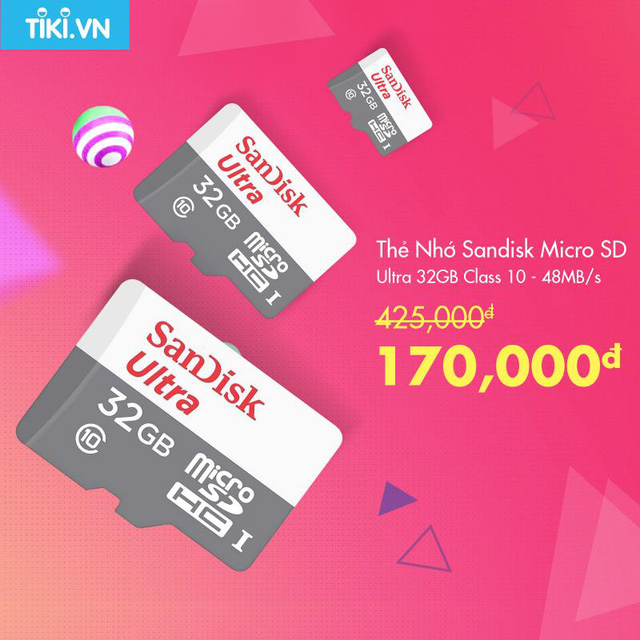 TIKI.VN
SanDisk
Ultra
32GB
10
micro
SD
HC I
SanDisk
Ultra
32GB
10
micro
SD
HC I
Thẻ Nhớ Sandisk Micro SD
Ultra 32GB Class 10 - 48MB/s
425,000đ
170,000đ
SanDisk
Ultra
32GB
10
micro
SD
HC I